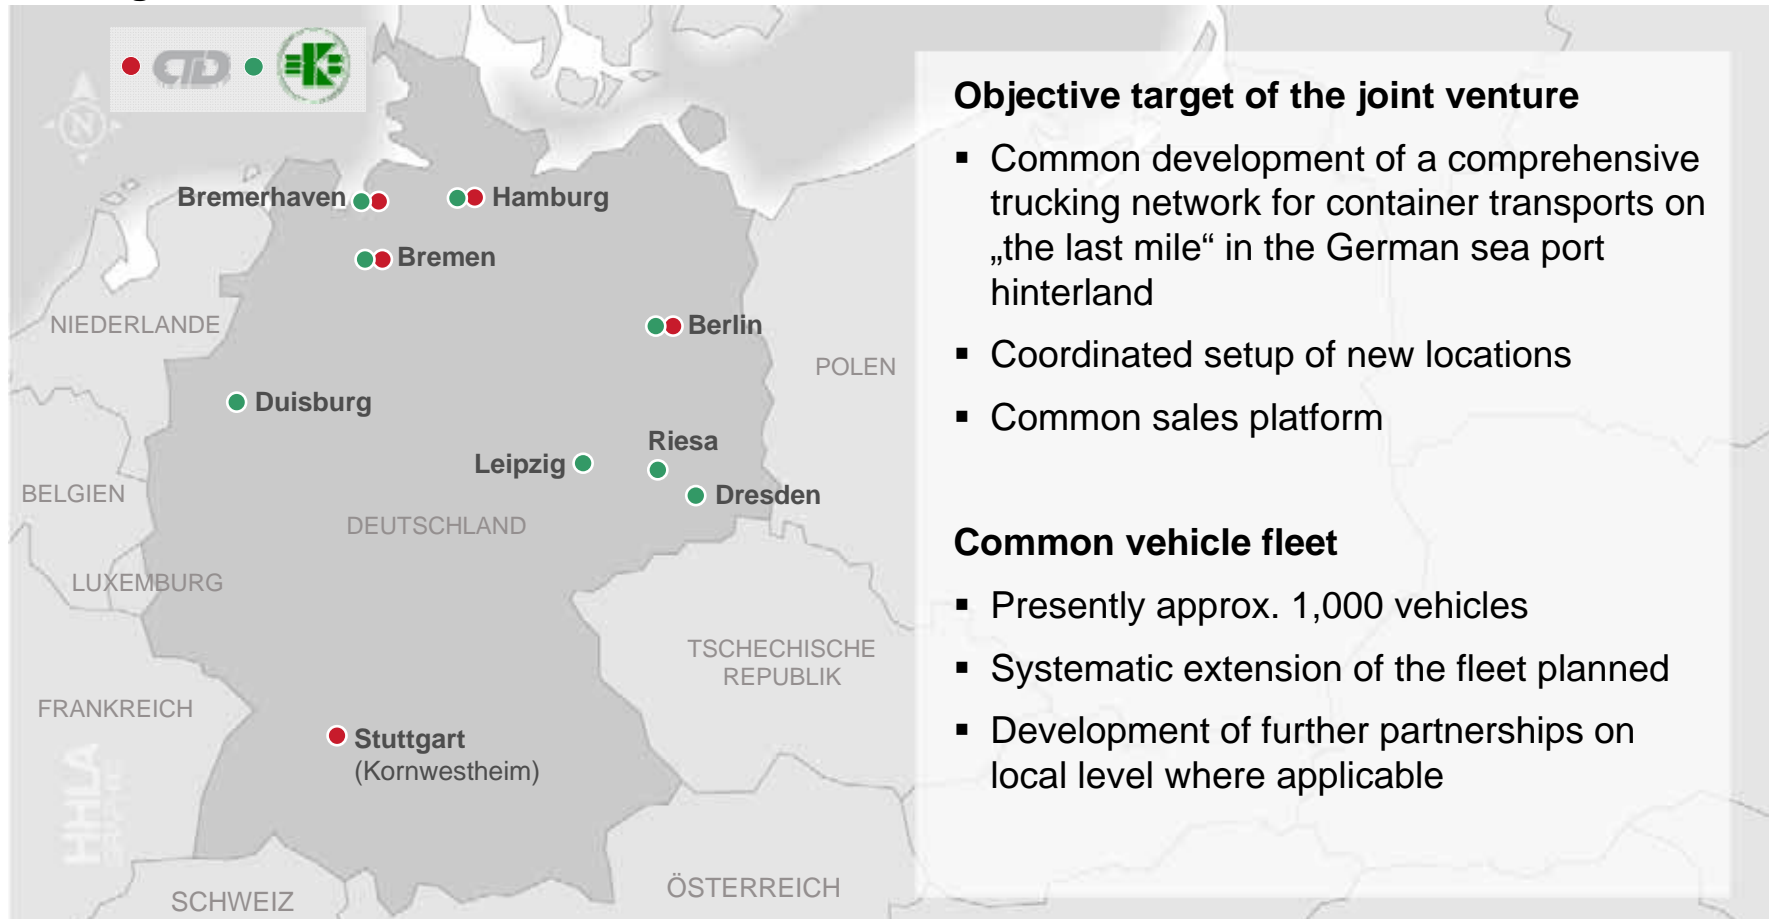 CTD
N
Bremerhaven
Hamburg
Bremen
NIEDERLANDE
Berlin
POLEN
Duisburg
Riesa
Leipzig
Dresden
BELGIEN
DEUTSCHLAND
LUXEMBURG
TSCHECHISCHE
REPUBLIK
FRANKREICH
Stuttgart
(Kornwestheim)
HHLA
SCHWEIZ
ÖSTERREICH
Objective target of the joint venture
▪ Common development of a comprehensive
trucking network for container transports on
„the last mile“ in the German sea port
hinterland
▪ Coordinated setup of new locations
▪ Common sales platform
Common vehicle fleet
▪ Presently approx. 1,000 vehicles
▪ Systematic extension of the fleet planned
▪ Development of further partnerships on
local level where applicable